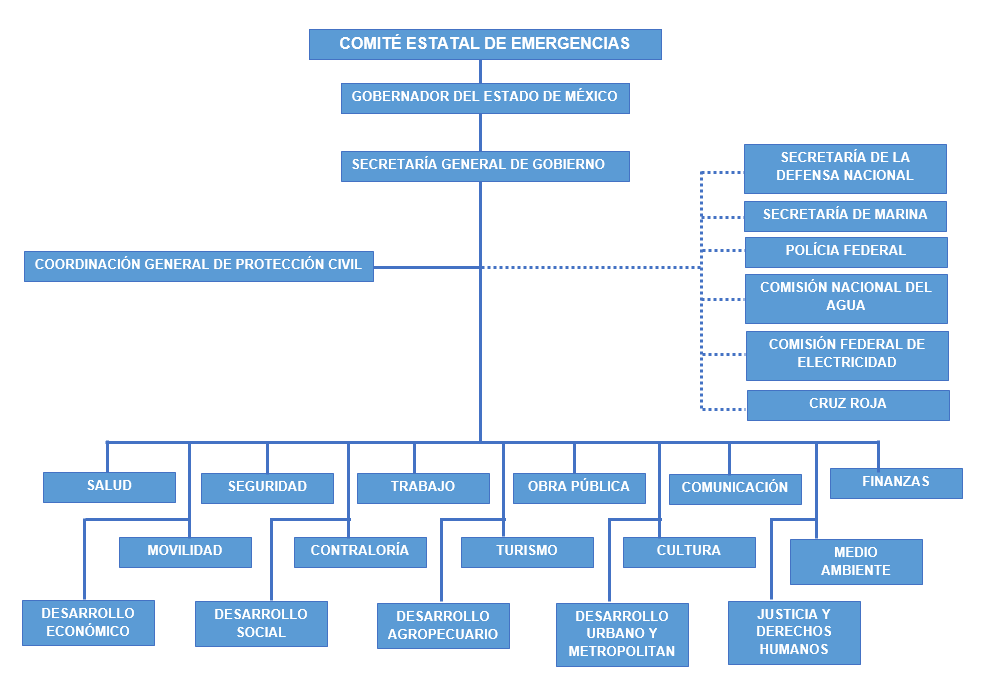 COMITÉ ESTATAL DE EMERGENCIAS
GOBERNADOR DEL ESTADO DE MÉXICO
SECRETARÍA GENERAL DE GOBIERNO
SECRETARÍA DE LA
DEFENSA NACIONAL
SECRETARÍA DE MARINA
POLÍCIA FEDERAL
COORDINACIÓN GENERAL DE PROTECCIÓN CIVIL
COMISIÓN NACIONAL DEL
AGUA
COMISIÓN FEDERAL DE
ELECTRICIDAD
CRUZ ROJA
SALUD
SEGURIDAD
TRABAJO
OBRA PÚBLICA
COMUNICACIÓN
FINANZAS
MOVILIDAD
CONTRALORÍA
TURISMO
CULTURA
MEDIO
AMBIENTE
DESARROLLO
ECONÓMICO
DESARROLLO
SOCIAL
DESARROLLO
AGROPECUARIO
DESARROLLO
URBANO Y
METROPOLITAN
JUSTICIA Y
DERECHOS
HUMANOS